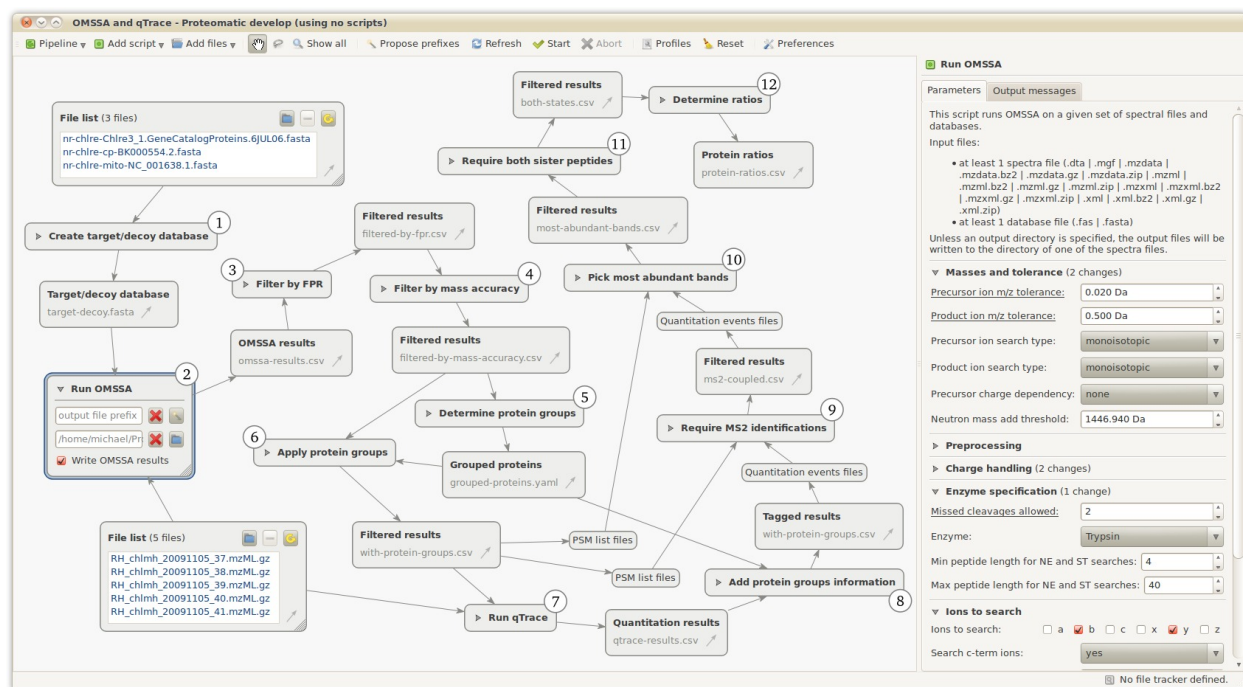 OMSSA and qTrace - Proteomatic develop (using no scripts)
Pipeline Add script Add files Show all Propose prefixes Refresh Start Abort Profiles Reset Preferences
File list (3 files)
nr-chlre-Chlre3_1.GeneCatalogProteins.6JUL06.fasta
nr-chlre-cp-BK000554.2.fasta
nr-chlre-mito-NC_001638.1.fasta
1
Create target/decoy database
Target/decoy database
target-decoy.fasta
2
Run OMSSA
output file prefix
/home/michael/Pr
Write OMSSA results
File list (5 files)
RH_chlmh_20091105_37.mzML.gz
RH_chlmh_20091105_38.mzML.gz
RH_chlmh_20091105_39.mzML.gz
RH_chlmh_20091105_40.mzML.gz
RH_chlmh_20091105_41.mzML.gz
OMSSA results
omssa-results.csv
3
Filter by FPR
Filtered results
filtered-by-fpr.csv
4
Filter by mass accuracy
Filtered results
filtered-by-mass-accuracy.csv
5
Determine protein groups
Grouped proteins
grouped-proteins.yaml
6
Apply protein groups
Filtered results
with-protein-groups.csv
PSM list files
PSM list files
7
Run qTrace
Quantitation results
qtrace-results.csv
Add protein groups information
8
Tagged results
with-protein-groups.csv
Quantitation events files
9
Require MS2 identifications
Filtered results
ms2-coupled.csv
Quantitation events files
10
Pick most abundant bands
Filtered results
most-abundant-bands.csv
11
Require both sister peptides
Filtered results
both-states.csv
12
Determine ratios
Protein ratios
protein-ratios.csv
Run OMSSA
Parameters Output messages
This script runs OMSSA on a given set of spectral files and
databases.
Input files:
• at least 1 spectra file (.dta | .mgf | .mzdata |
.mzdata.bz2 | .mzdata.gz | .mzdata.zip | .mzml |
.mzml.bz2 | .mzml.gz | .mzml.zip | .mzxml | .mzxml.bz2
| .mzxml.gz | .mzxml.zip | .xml | .xml.bz2 | .xml.gz |
.xml.zip)
• at least 1 database file (.fas | .fasta)
Unless an output directory is specified, the output files will be
written to the directory of one of the spectra files.
Masses and tolerance (2 changes)
Precursor ion m/z tolerance: 0.020 Da
Product ion m/z tolerance: 0.500 Da
Precursor ion search type: monoisotopic
Product ion search type: monoisotopic
Precursor charge dependency: none
Neutron mass add threshold: 1446.940 Da
Preprocessing
Charge handling (2 changes)
Enzyme specification (1 change)
Missed cleavages allowed: 2
Enzyme: Trypsin
Min peptide length for NE and ST searches: 4
Max peptide length for NE and ST searches: 40
Ions to search
Ions to search: a b c x y z
Search c-term ions: yes
No file tracker defined.